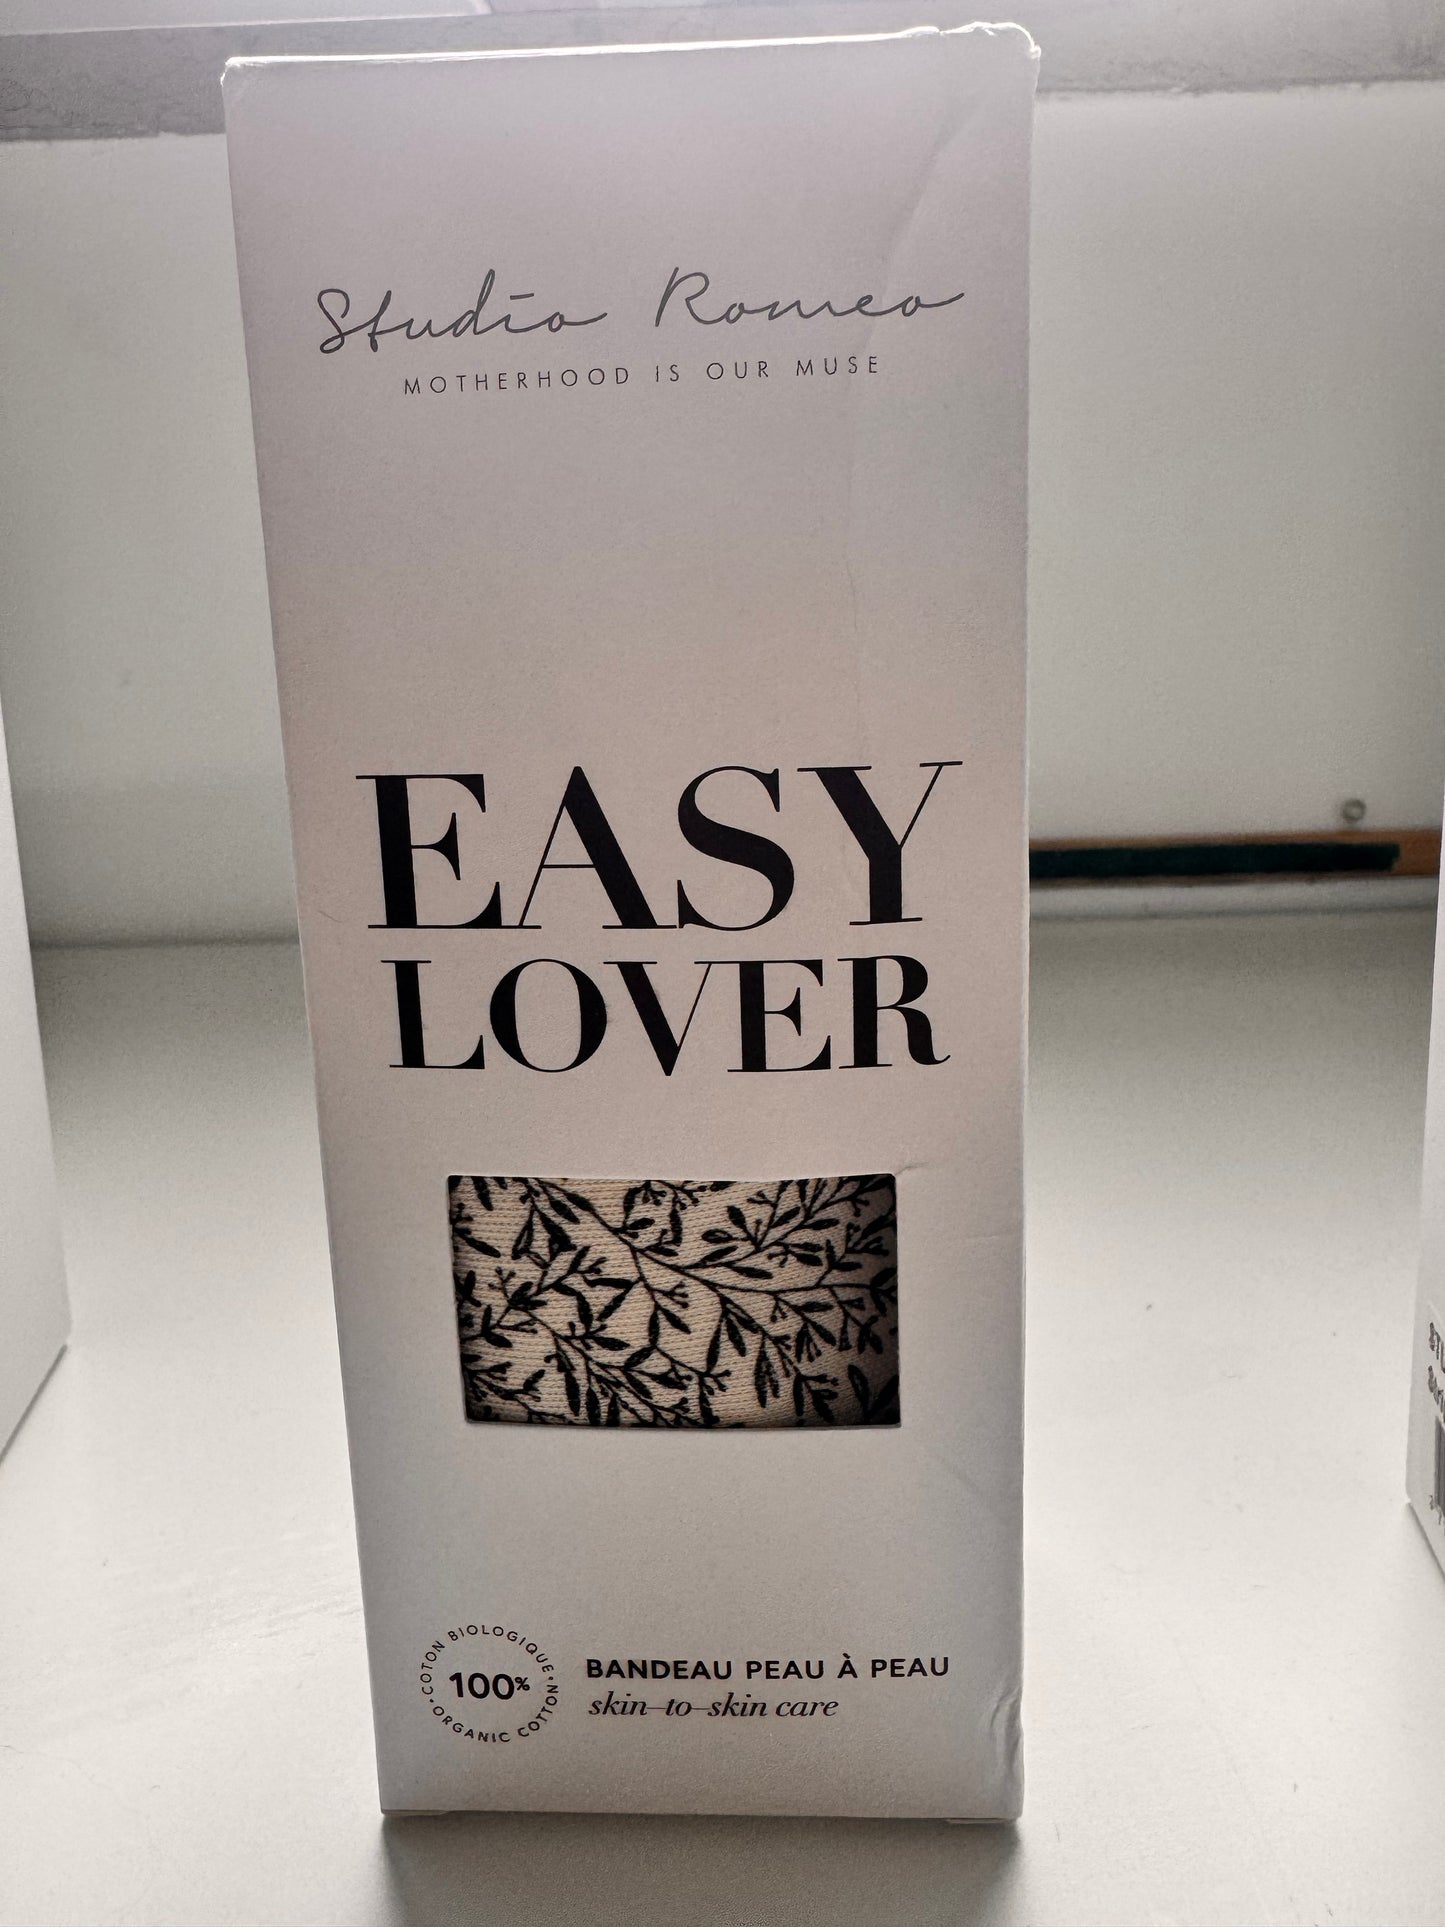 Studio Romeo
MOTHERHOOD IS OUR MUSE
EASY
LOVER
COTON BIOLOGIQUE
100%
ORGANIC COTTON
BANDEAU PEAU À PEAU
skin-to-skin care